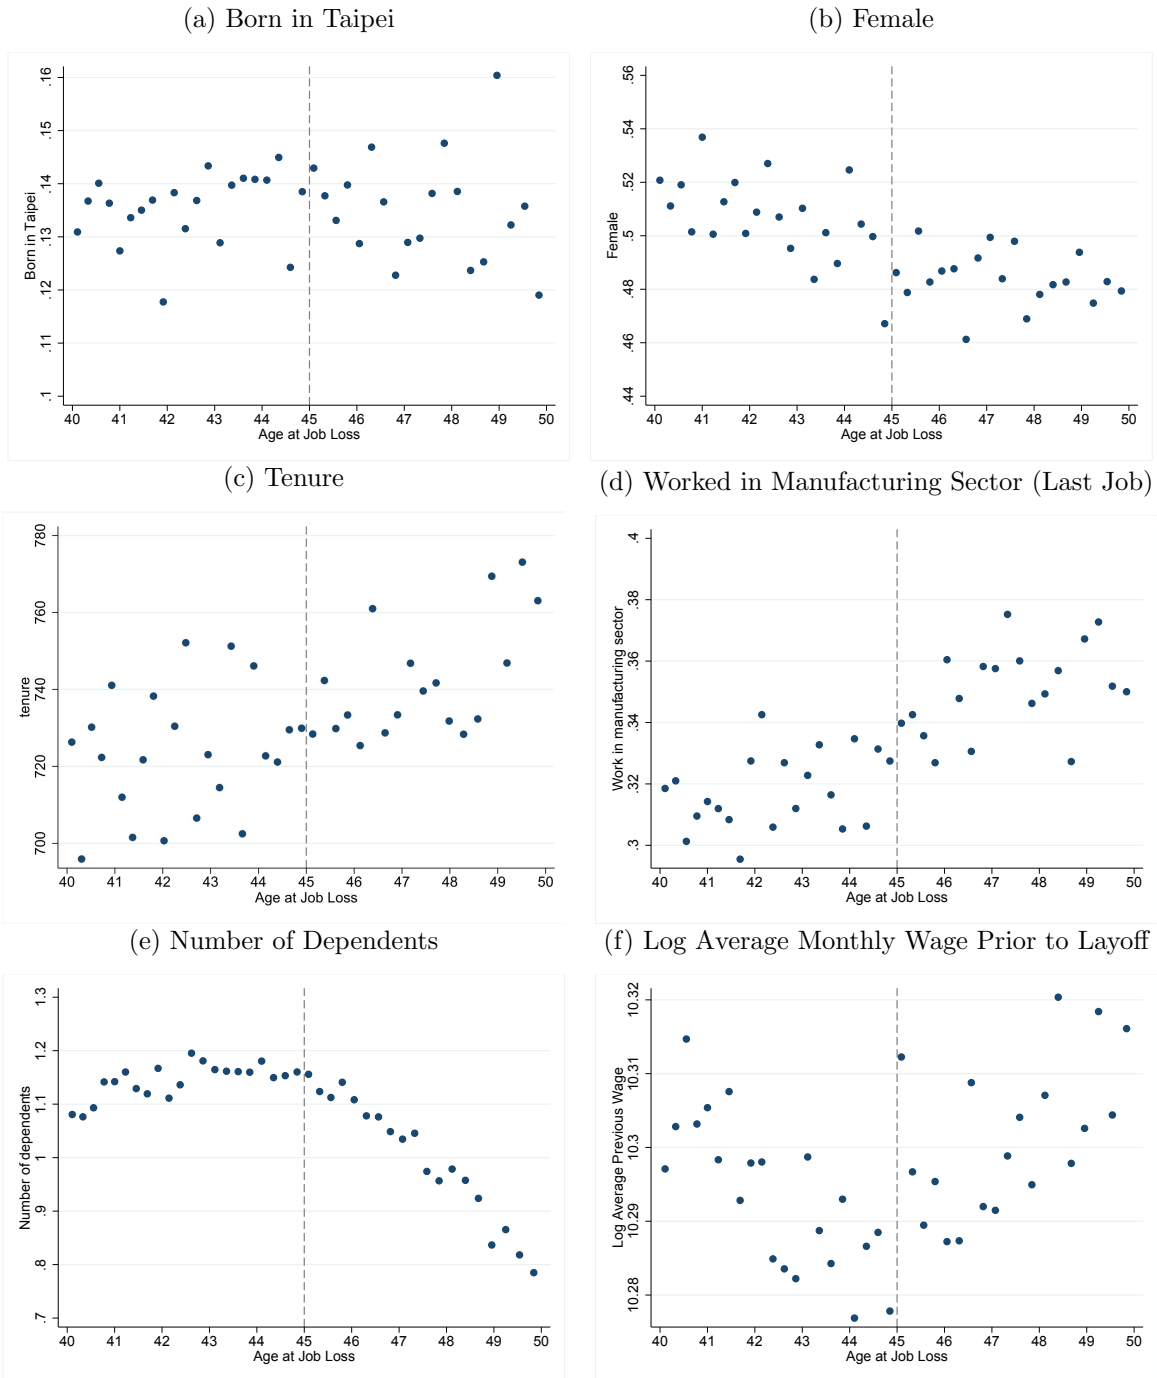 (a) Born in Taipei
(b) Female
Born in Taipei
.1 .11 .12 .13 .14 .15 .16
40 41 42 43 44 45 46 47 48 49 50
Age at Job Loss
Female
.44 .46 .48 .5 .52 .54 .56
40 41 42 43 44 45 46 47 48 49 50
Age at Job Loss
(c) Tenure
(d) Worked in Manufacturing Sector (Last Job)
tenure
700 720 740 760 780
40 41 42 43 44 45 46 47 48 49 50
Age at Job Loss
Work in manufacturing sector
.3 .32 .34 .36 .38 .4
40 41 42 43 44 45 46 47 48 49 50
Age at Job Loss
(e) Number of Dependents
(f) Log Average Monthly Wage Prior to Layoff
Number of dependents
.7 .8 .9 1 1.1 1.2 1.3
40 41 42 43 44 45 46 47 48 49 50
Age at Job Loss
Log Average Previous Wage
10.28 10.29 10.3 10.31 10.32
40 41 42 43 44 45 46 47 48 49 50
Age at Job Loss